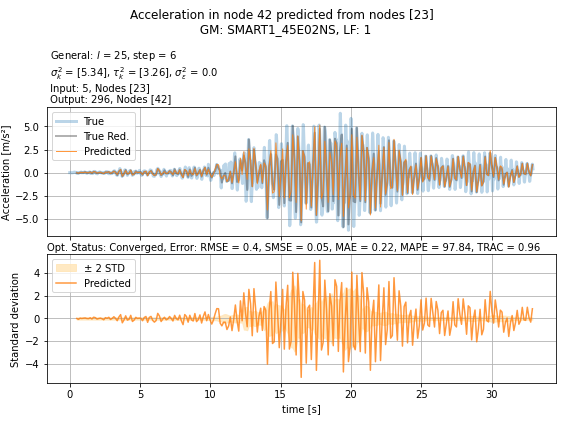 Acceleration in node 42 predicted from nodes [23]
GM: SMART1_45E02NS, LF: 1
General: l = 25, step = 6
σ²ₖ = [5.34], τ²ₖ = [3.26], σ²ε = 0.0
Input: 5, Nodes [23]
Output: 296, Nodes [42]
Acceleration [m/s²]
5.0
2.5
0.0
−2.5
−5.0
True
True Red.
Predicted
Opt. Status: Converged, Error: RMSE = 0.4, SMSE = 0.05, MAE = 0.22, MAPE = 97.84, TRAC = 0.96
Standard deviation
4
2
0
−2
−4
± 2 STD
Predicted
0 5 10 15 20 25 30
time [s]